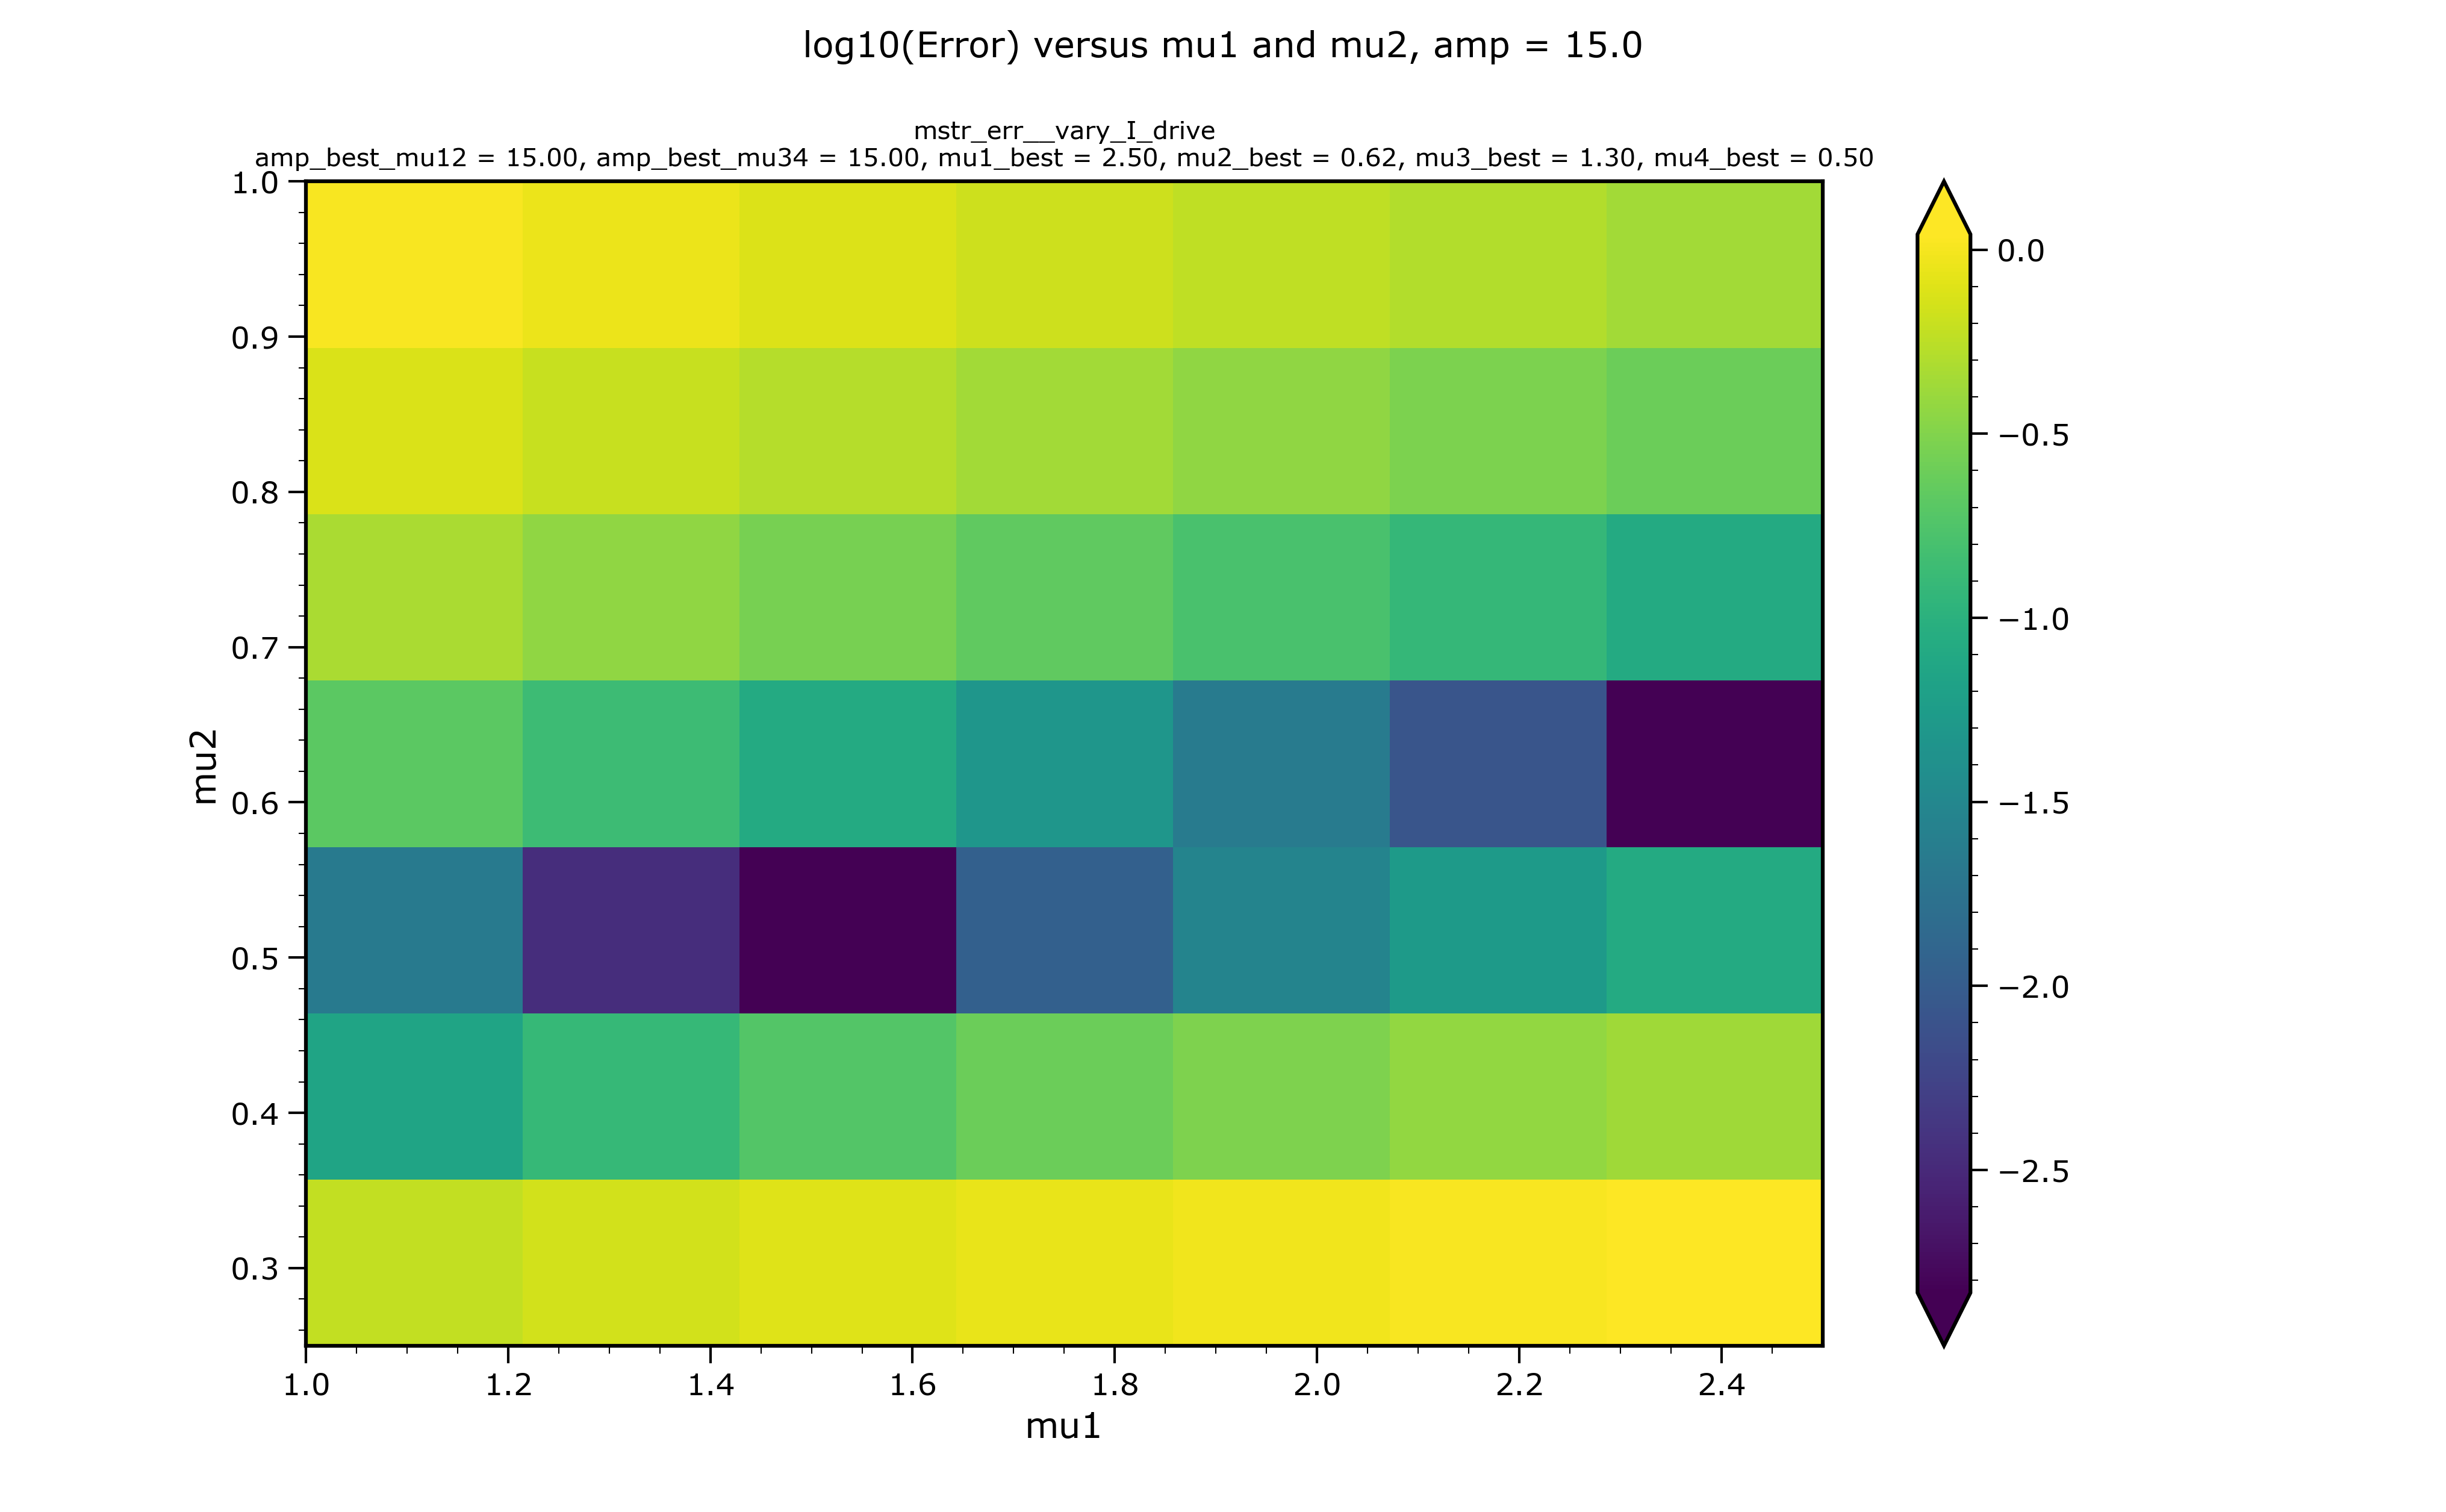 log10(Error) versus mu1 and mu2, amp = 15.0
mstr_err__vary_I_drive
amp_best_mu12 = 15.00, amp_best_mu34 = 15.00, mu1_best = 2.50, mu2_best = 0.62, mu3_best = 1.30, mu4_best = 0.50
1.0
0.9
0.8
0.7
0.6
0.5
0.4
0.3
mu2
1.0 1.2 1.4 1.6 1.8 2.0 2.2 2.4
mu1
0.0
−0.5
−1.0
−1.5
−2.0
−2.5